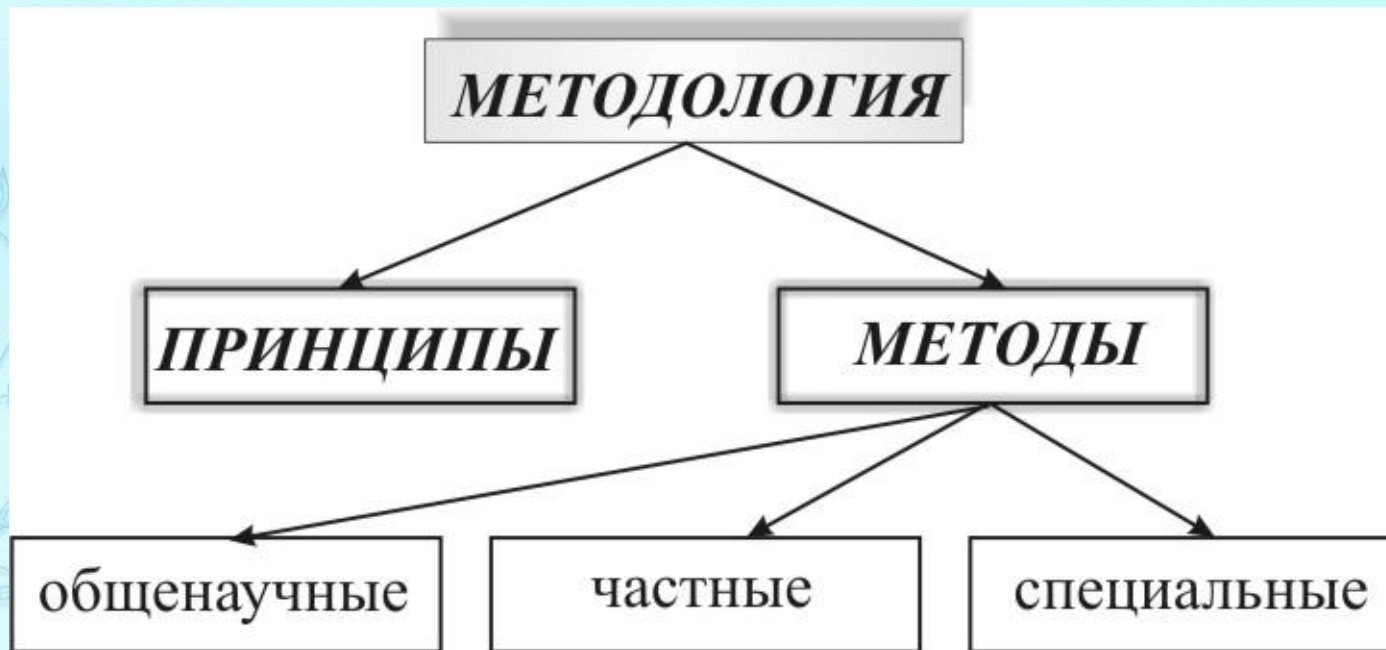 МЕТОДОЛОГИЯ
ПРИНЦИПЫ
МЕТОДЫ
общенаучные
частные
специальные